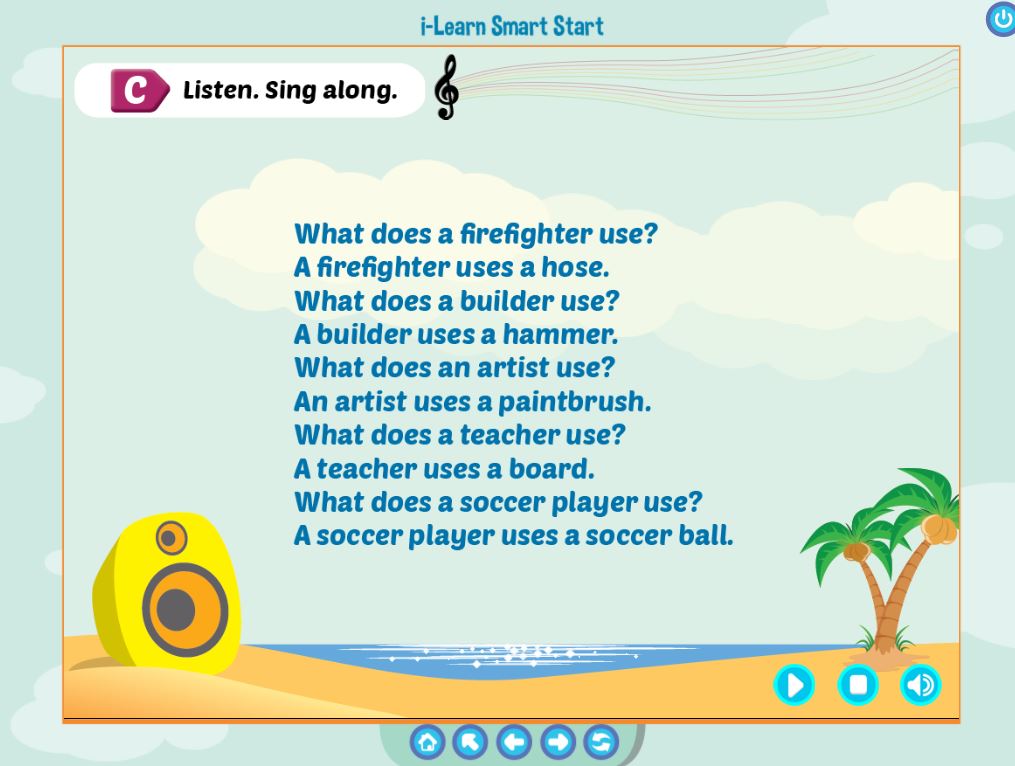 i-Learn Smart Start
C Listen. Sing along.
What does a firefighter use?
A firefighter uses a hose.
What does a builder use?
A builder uses a hammer.
What does an artist use?
An artist uses a paintbrush.
What does a teacher use?
A teacher uses a board.
What does a soccer player use?
A soccer player uses a soccer ball.